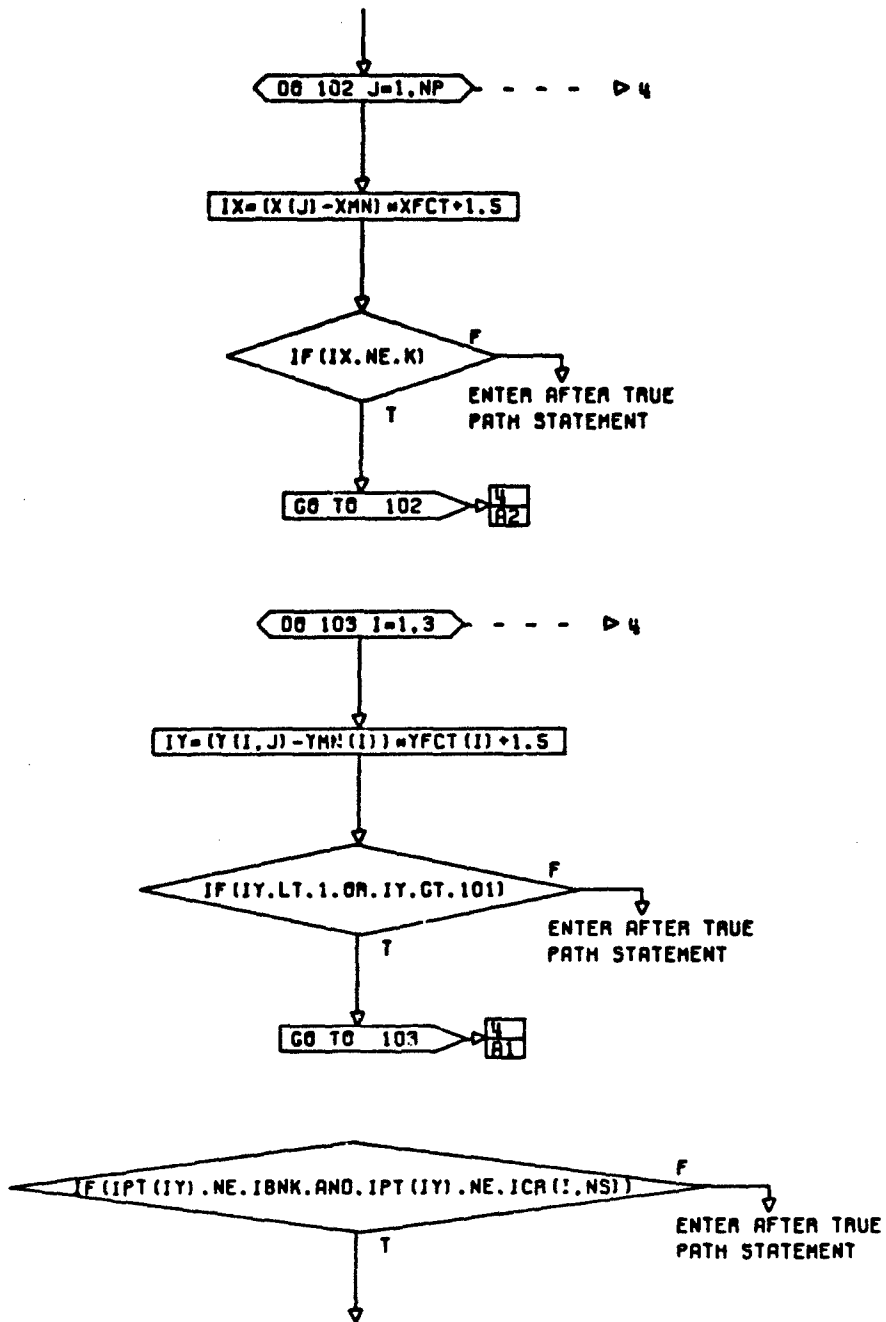 DO 102 J=1,NP
4
IX=(X(J)-XMN)*XFCT+1.5
IF(IX.NE.K)
F
ENTER AFTER TRUE
PATH STATEMENT
T
GO TO 102
4
A2
DO 103 I=1,3
4
IY=(Y(I,J)-YMN(I))*YFCT(I)+1.5
IF(IY.LT.1.OR.IY.GT.101)
F
ENTER AFTER TRUE
PATH STATEMENT
T
GO TO 103
4
A1
IF(IPT(IY).NE.IBNK.AND.IPT(IY).NE.ICR(I,NS))
F
ENTER AFTER TRUE
PATH STATEMENT
T